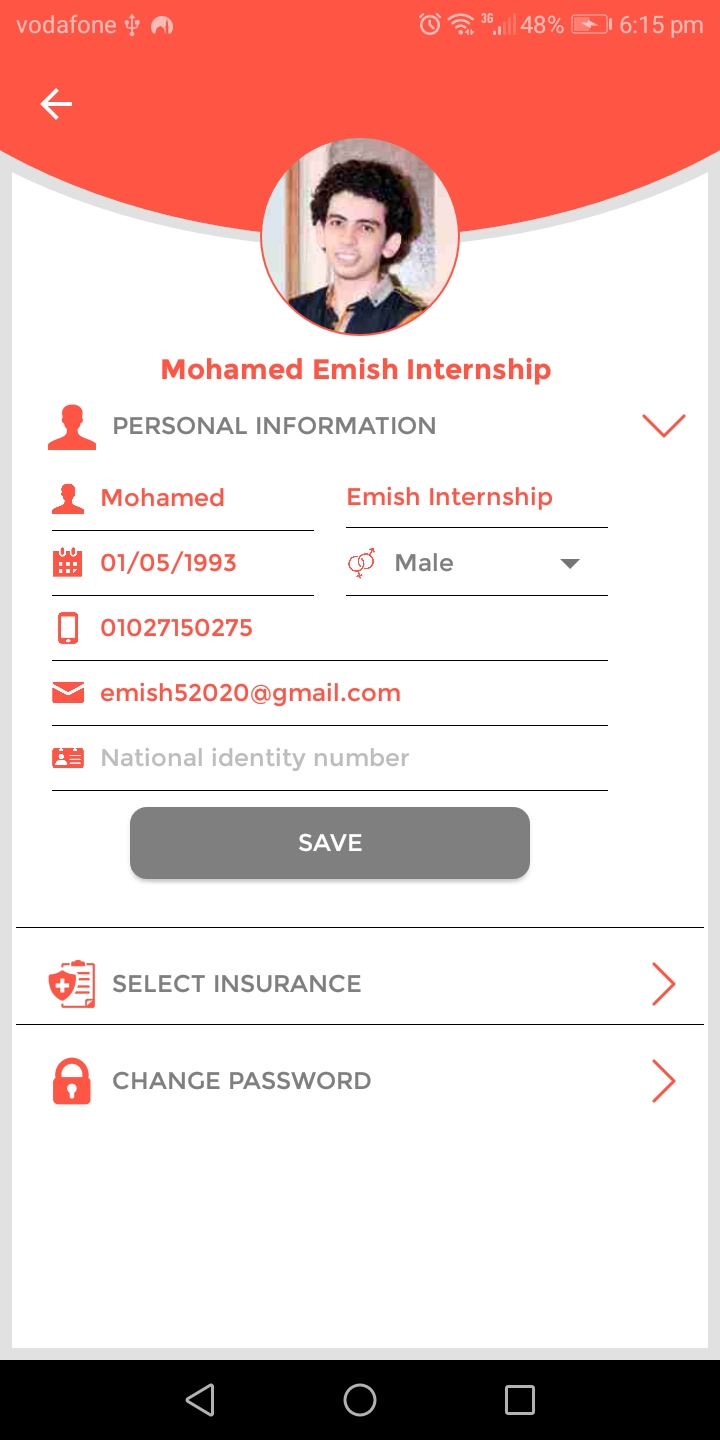 vodafone 3G 48% 6:15 pm
Mohamed Emish Internship
PERSONAL INFORMATION
Mohamed Emish Internship
01/05/1993 Male
01027150275
emish52020@gmail.com
National identity number
SAVE
SELECT INSURANCE
CHANGE PASSWORD